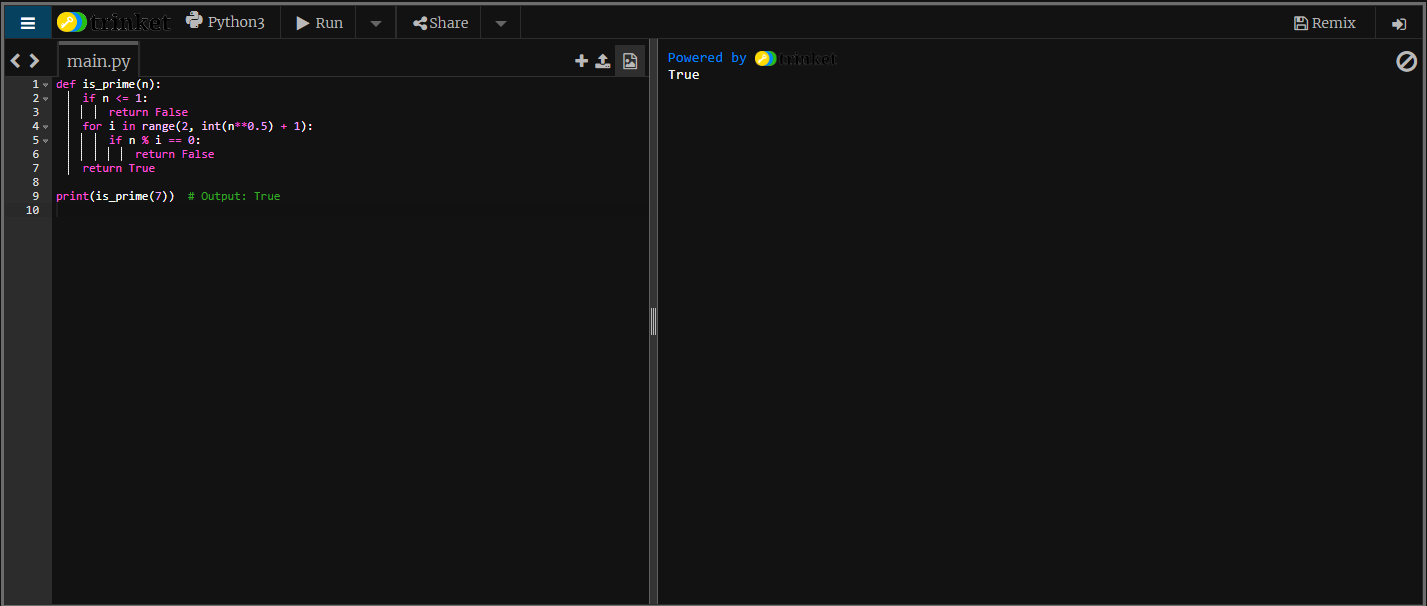 trinket Python3 Run Share Remix
main.py
1 def is_prime(n):
2     if n <= 1:
3         return False
4     for i in range(2, int(n**0.5) + 1):
5         if n % i == 0:
6             return False
7     return True
8
9 print(is_prime(7))  # Output: True
10
Powered by trinket
True